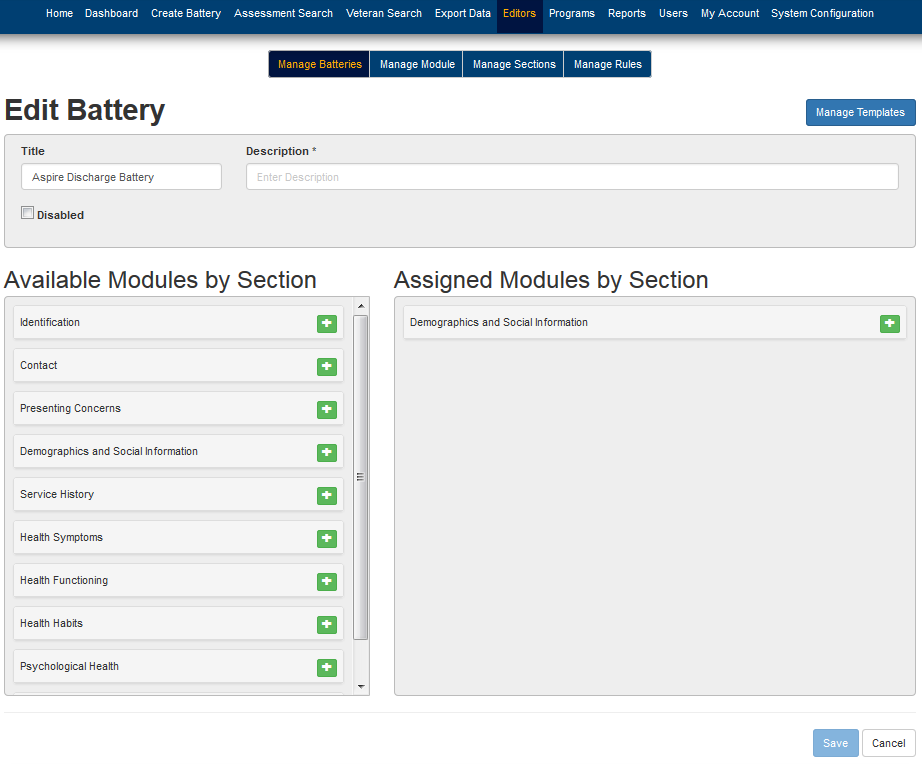 Home Dashboard Create Battery Assessment Search Veteran Search Export Data Editors Programs Reports Users My Account System Configuration
Manage Batteries Manage Module Manage Sections Manage Rules
Edit Battery
Manage Templates
Title
Description *
Aspire Discharge Battery
Enter Description
Disabled
Available Modules by Section
Identification
Contact
Presenting Concerns
Demographics and Social Information
Service History
Health Symptoms
Health Functioning
Health Habits
Psychological Health
Assigned Modules by Section
Demographics and Social Information
Save
Cancel